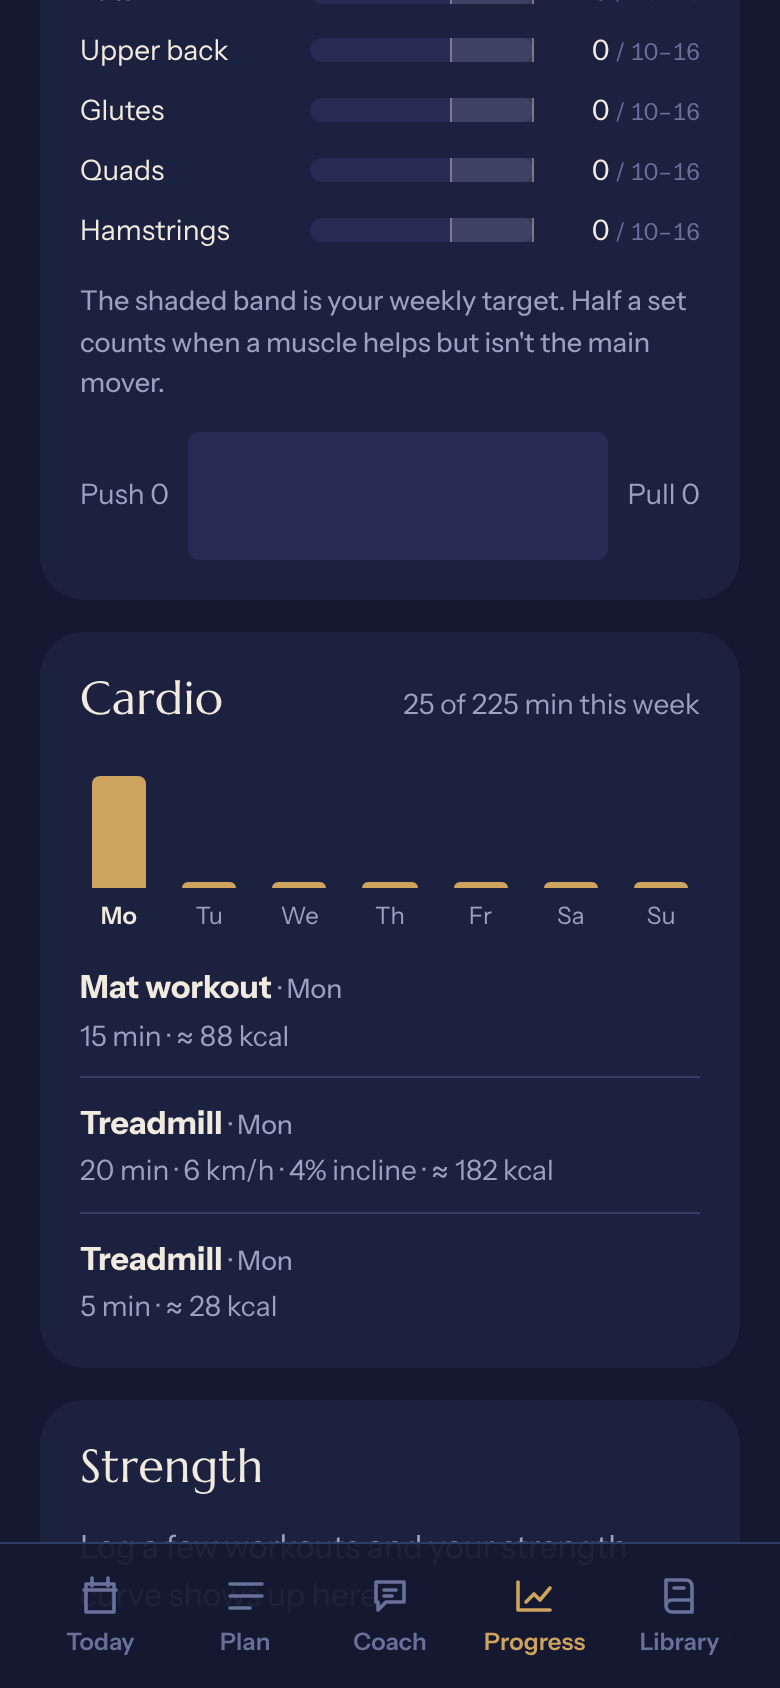 Upper back 0 / 10–16
Glutes 0 / 10–16
Quads 0 / 10–16
Hamstrings 0 / 10–16
The shaded band is your weekly target. Half a set
counts when a muscle helps but isn't the main
mover.
Push 0 Pull 0
Cardio 25 of 225 min this week
Mo Tu We Th Fr Sa Su
Mat workout · Mon
15 min · ≈ 88 kcal
Treadmill · Mon
20 min · 6 km/h · 4% incline · ≈ 182 kcal
Treadmill · Mon
5 min · ≈ 28 kcal
Strength
Log a few workouts and your strength
curve shows up here
Today Plan Coach Progress Library